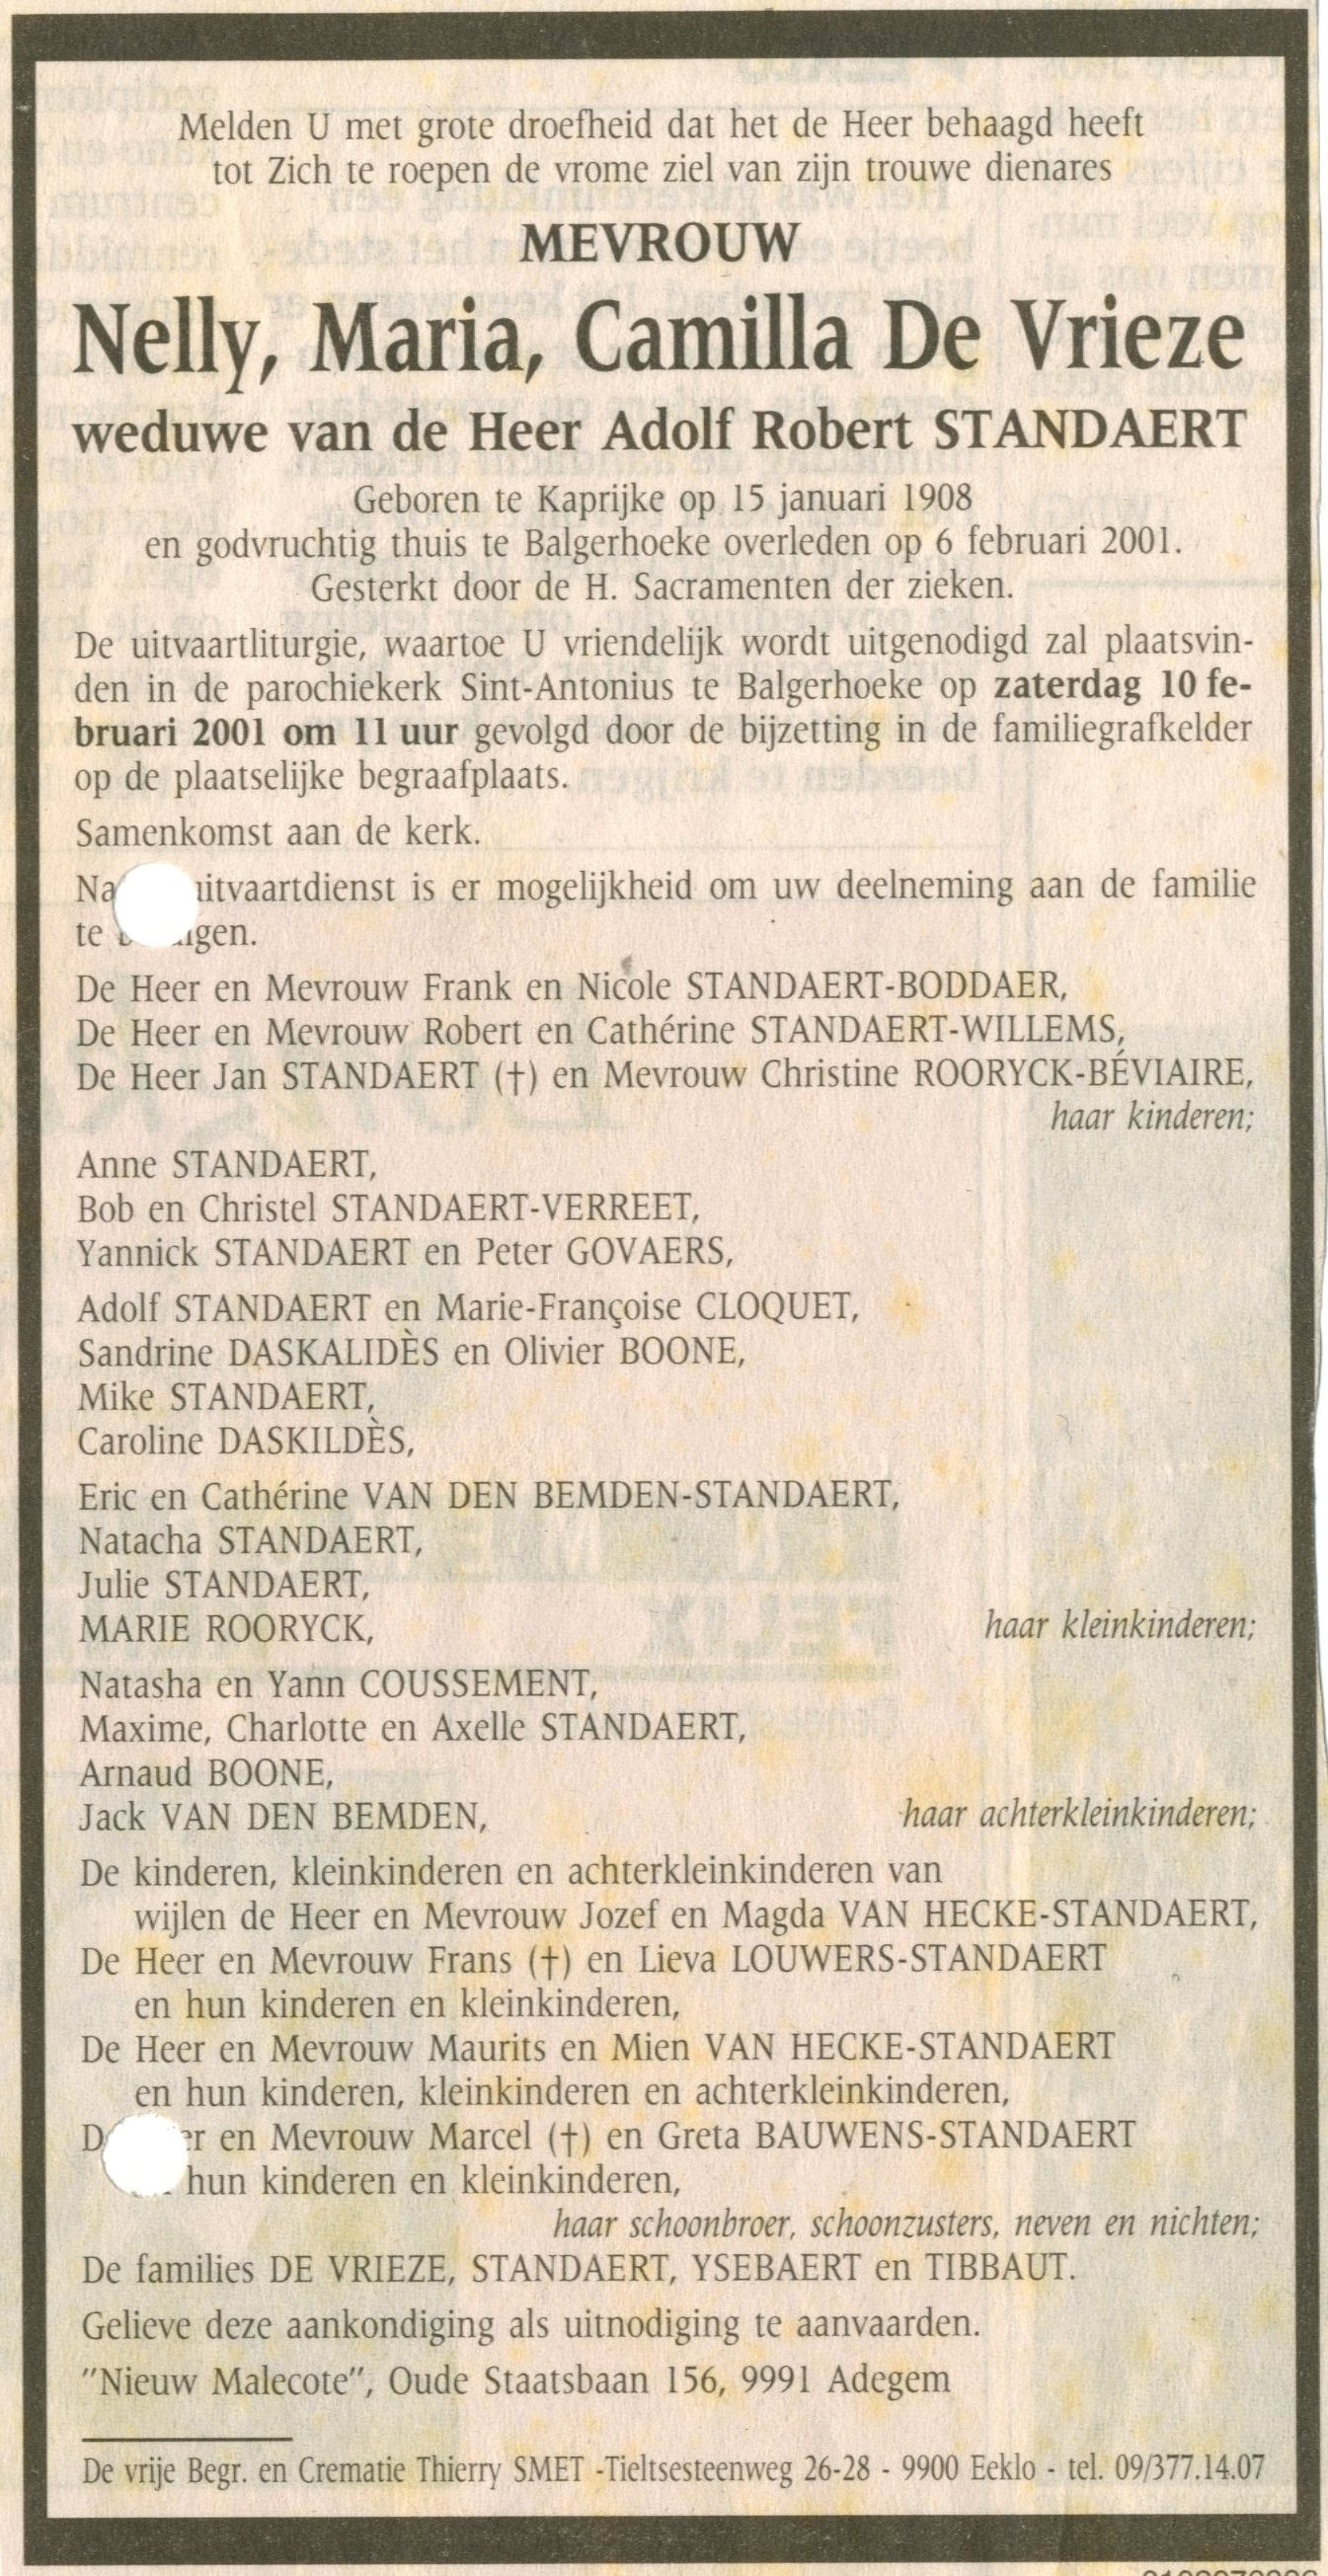 Melden U met grote droefheid dat het de Heer behaagd heeft
tot Zich te roepen de vrome ziel van zijn trouwe dienares
MEVROUW
Nelly, Maria, Camilla De Vrieze
weduwe van de Heer Adolf Robert STANDAERT
Geboren te Kaprijke op 15 januari 1908
en godvruchtig thuis te Balgerhoeke overleden op 6 februari 2001.
Gesterkt door de H. Sacramenten der zieken.
De uitvaartliturgie, waartoe U vriendelijk wordt uitgenodigd zal plaatsvin-
den in de parochiekerk Sint-Antonius te Balgerhoeke op zaterdag 10 fe-
bruari 2001 om 11 uur gevolgd door de bijzetting in de familiegrafkelder
op de plaatselijke begraafplaats.
Samenkomst aan de kerk.
Na uitvaartdienst is er mogelijkheid om uw deelneming aan de familie
te
De Heer en Mevrouw Frank en Nicole STANDAERT-BODDAER,
De Heer en Mevrouw Robert en Cathérine STANDAERT-WILLEMS,
De Heer Jan STANDAERT (†) en Mevrouw Christine ROORYCK-BÉVIAIRE,
haar kinderen;
Anne STANDAERT,
Bob en Christel STANDAERT-VERREET,
Yannick STANDAERT en Peter GOVAERS,
Adolf STANDAERT en Marie-Françoise CLOQUET,
Sandrine DASKALIDÈS en Olivier BOONE,
Mike STANDAERT,
Caroline DASKILDÈS,
Eric en Cathérine VAN DEN BEMDEN-STANDAERT,
Natacha STANDAERT,
Julie STANDAERT,
MARIE ROORYCK, haar kleinkinderen;
Natasha en Yann COUSSEMENT,
Maxime, Charlotte en Axelle STANDAERT,
Arnaud BOONE,
Jack VAN DEN BEMDEN, haar achterkleinkinderen;
De kinderen, kleinkinderen en achterkleinkinderen van
wijlen de Heer en Mevrouw Jozef en Magda VAN HECKE-STANDAERT,
De Heer en Mevrouw Frans (†) en Lieva LOUWERS-STANDAERT
en hun kinderen en kleinkinderen,
De Heer en Mevrouw Maurits en Mien VAN HECKE-STANDAERT
en hun kinderen, kleinkinderen en achterkleinkinderen,
De Heer en Mevrouw Marcel (†) en Greta BAUWENS-STANDAERT
hun kinderen en kleinkinderen,
haar schoonbroer, schoonzusters, neven en nichten;
De families DE VRIEZE, STANDAERT, YSEBAERT en TIBBAUT.
Gelieve deze aankondiging als uitnodiging te aanvaarden.
"Nieuw Malecote", Oude Staatsbaan 156, 9991 Adegem
De vrije Begr. en Crematie Thierry SMET -Tieltsesteenweg 26-28 - 9900 Eeklo - tel. 09/377.14.07